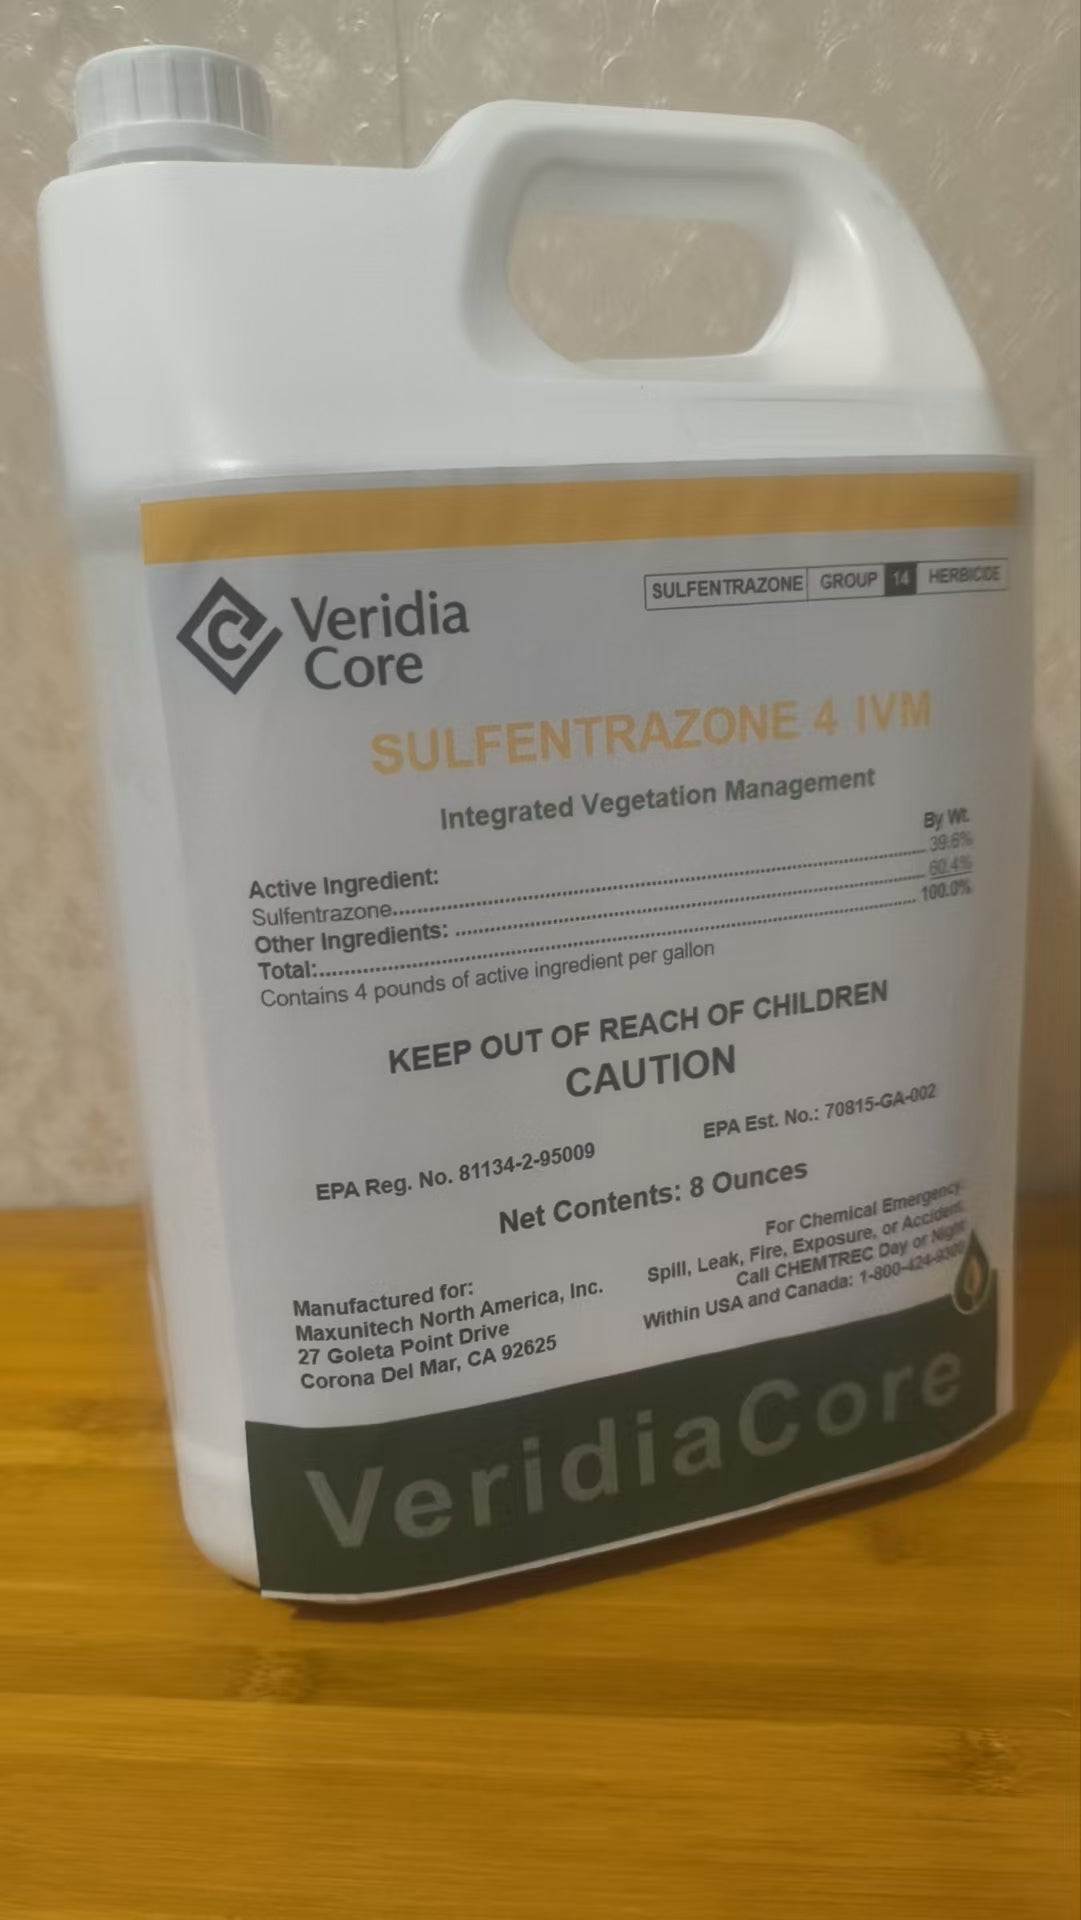 Veridia
Core
SULFENTRAZONE GROUP 14 HERBICIDE
SULFENTRAZONE 4 IVM
Integrated Vegetation Management
By Wt.
Active Ingredient:
Sulfentrazone.................... 39.6%
Other Ingredients: .................... 60.4%
Total:.................... 100.0%
Contains 4 pounds of active ingredient per gallon
KEEP OUT OF REACH OF CHILDREN
CAUTION
EPA Reg. No. 81134-2-95009
EPA Est. No.: 70815-GA-002
Net Contents: 8 Ounces
Manufactured for:
Maxunitech North America, Inc.
27 Goleta Point Drive
Corona Del Mar, CA 92625
For Chemical Emergency
Spill, Leak, Fire, Exposure, or Accident,
Call CHEMTREC Day or Night
Within USA and Canada: 1-800-424-9300
VeridiaCore